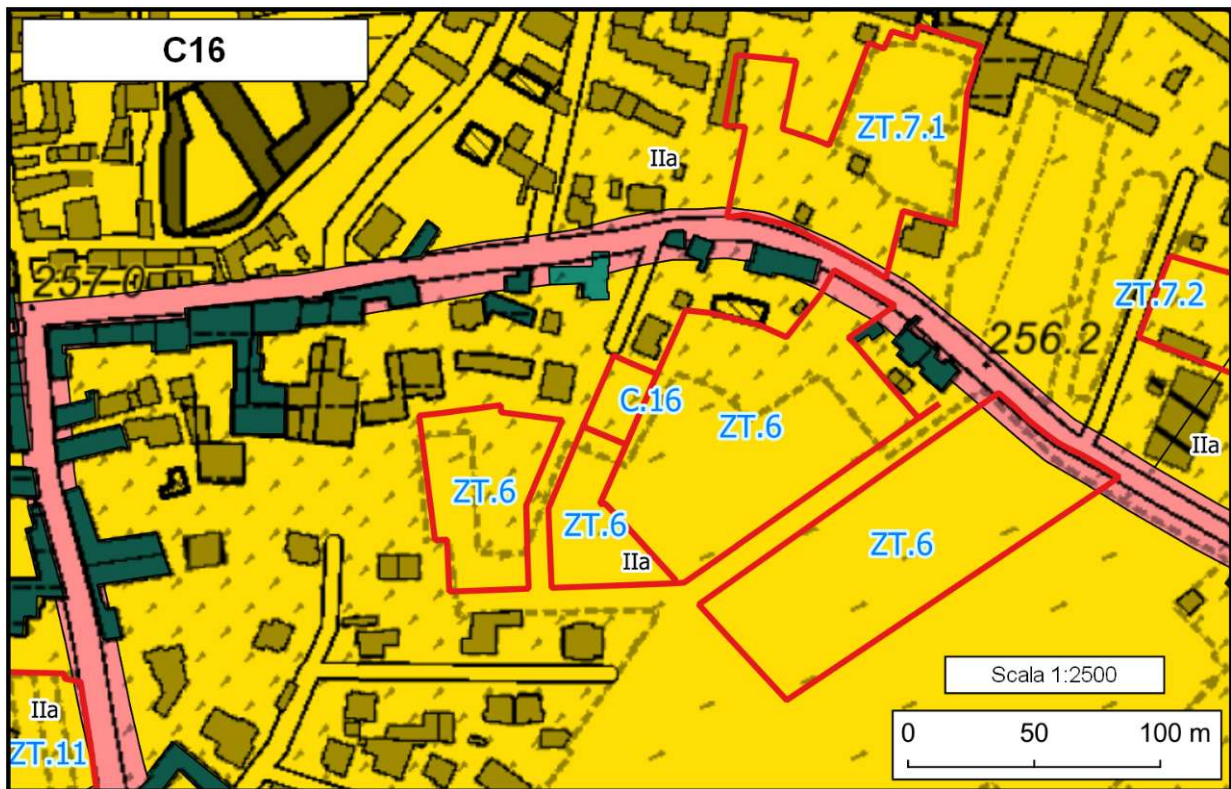 C16
ZT.7.1
IIa
257.0
ZT.7.2
256.2
C.16
ZT.6
IIa
ZT.6
ZT.6
IIa
ZT.6
IIa
ZT.11
Scala 1:2500
0 50 100 m